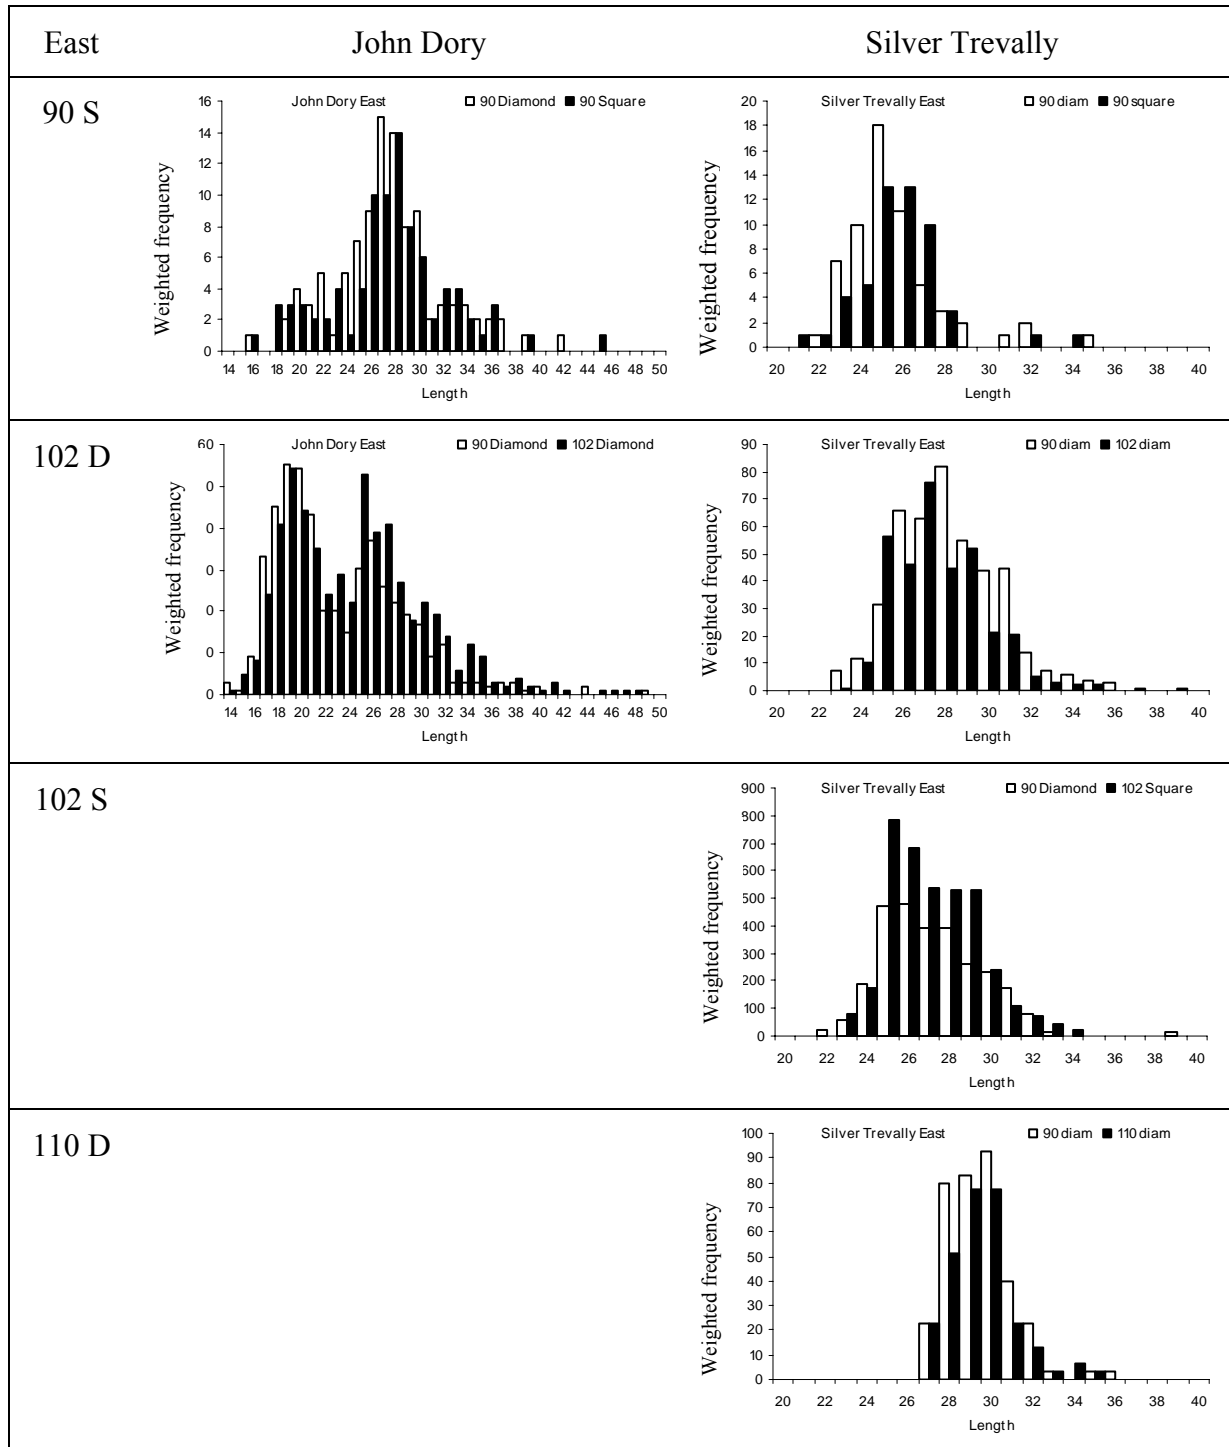 East
John Dory
Silver Trevally
90 S
John Dory East
90 Diamond
90 Square
Weighted frequency
16
14
12
10
8
6
4
2
0
14 16 18 20 22 24 26 28 30 32 34 36 38 40 42 44 46 48 50
Length
Silver Trevally East
90 diam
90 square
Weighted frequency
20
18
16
14
12
10
8
6
4
2
0
20 22 24 26 28 30 32 34 36 38 40
Length
102 D
John Dory East
90 Diamond
102 Diamond
Weighted frequency
60
0
0
0
0
0
0
14 16 18 20 22 24 26 28 30 32 34 36 38 40 42 44 46 48 50
Length
Silver Trevally East
90 diam
102 diam
Weighted frequency
90
80
70
60
50
40
30
20
10
0
20 22 24 26 28 30 32 34 36 38 40
Length
102 S
Silver Trevally East
90 Diamond
102 Square
Weighted frequency
900
800
700
600
500
400
300
200
100
0
20 22 24 26 28 30 32 34 36 38 40
Length
110 D
Silver Trevally East
90 diam
110 diam
Weighted frequency
100
90
80
70
60
50
40
30
20
10
0
20 22 24 26 28 30 32 34 36 38 40
Length